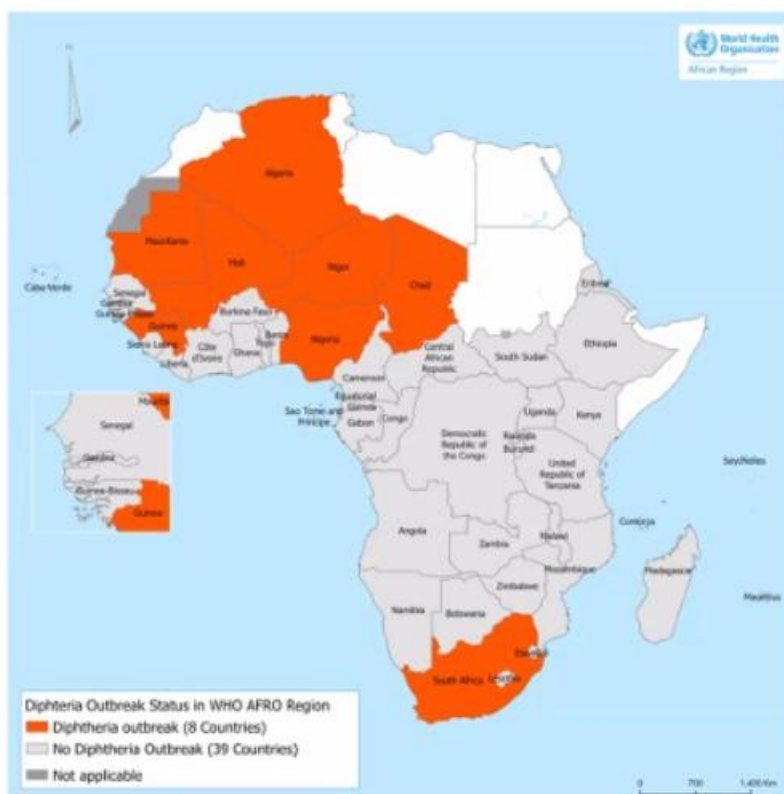 World Health
Organisation
African Region
Algeria
Mauritania
Mali
Niger
Chad
Cabo Verde
Senegal
Gambia
Guinea-Bissau
Guinea
Sierra Leone
Liberia
Côte
d'Ivoire
Burkina Faso
Ghana
Togo
Benin
Nigeria
Eritrea
Ethiopia
South Sudan
Central
African
Republic
Cameroon
Equatorial
Guinea
Sao Tome and
Principe
Gabon
Congo
Democratic
Republic of
the Congo
Uganda
Kenya
Rwanda
Burundi
United
Republic of
Tanzania
Seychelles
Comoros
Angola
Zambia
Malawi
Mozambique
Madagascar
Mauritius
Zimbabwe
Namibia
Botswana
Eswatini
South Africa
Lesotho
Maurita
Senegal
Gambia
Guinea-Bissau
Guinea
Diphteria Outbreak Status in WHO AFRO Region
Diphtheria outbreak (8 Countries)
No Diphtheria Outbreak (39 Countries)
Not applicable
0 700 1,400 Km